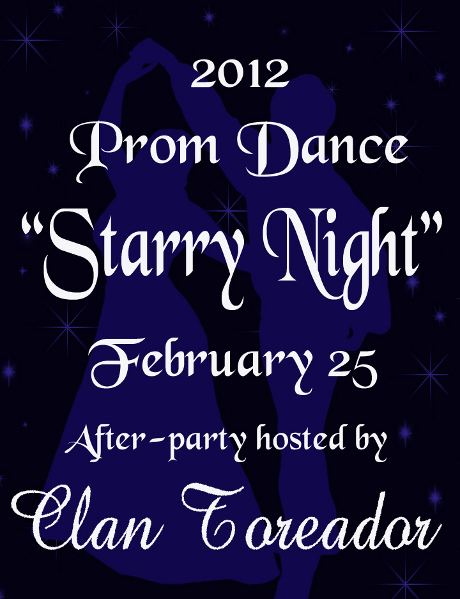 2012
Prom Dance
“Starry Night”
February 25
After-party hosted by
Clan Toreador